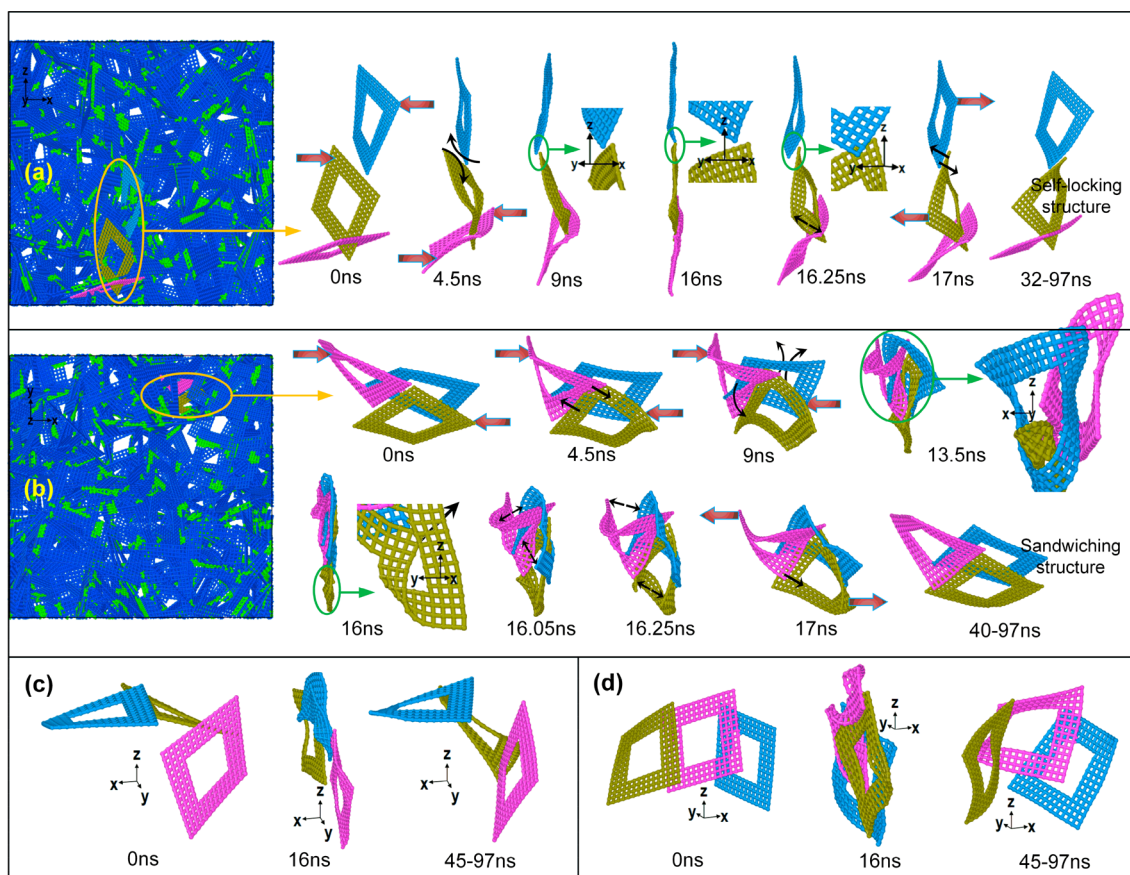 (a)
z
y
x
0ns
4.5ns
9ns
z
y
x
16ns
z
y
x
16.25ns
z
y
x
17ns
Self-locking
structure
32-97ns
(b)
x
0ns
4.5ns
9ns
13.5ns
z
x
y
16ns
z
y
x
16.05ns
16.25ns
17ns
Sandwiching
structure
40-97ns
(c)
z
x
y
0ns
z
x
y
16ns
z
x
y
45-97ns
(d)
z
y
x
0ns
z
y
x
16ns
z
y
x
45-97ns